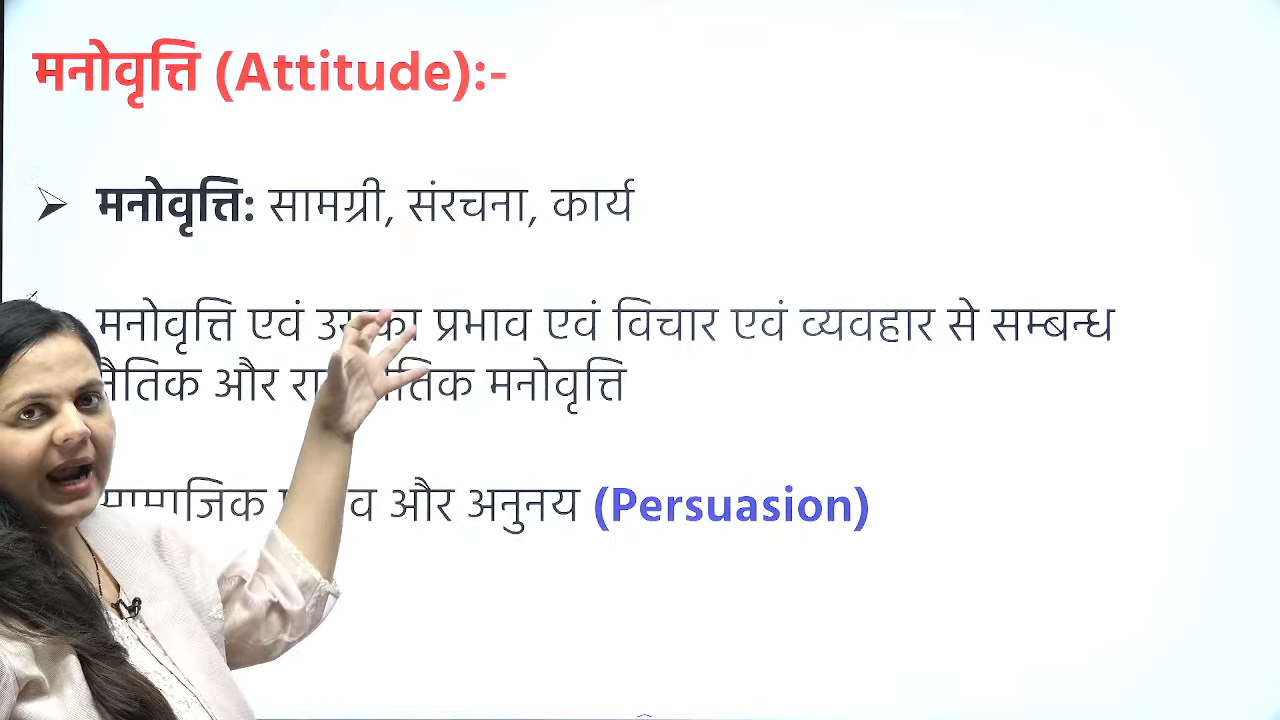 मनोवृत्ति (Attitude):-
मनोवृत्ति: सामग्री, संरचना, कार्य
मनोवृत्ति एवं उसका प्रभाव एवं विचार एवं व्यवहार से सम्बन्ध
नैतिक और मनोवृत्ति
सामाजिक और अनुनय (Persuasion)